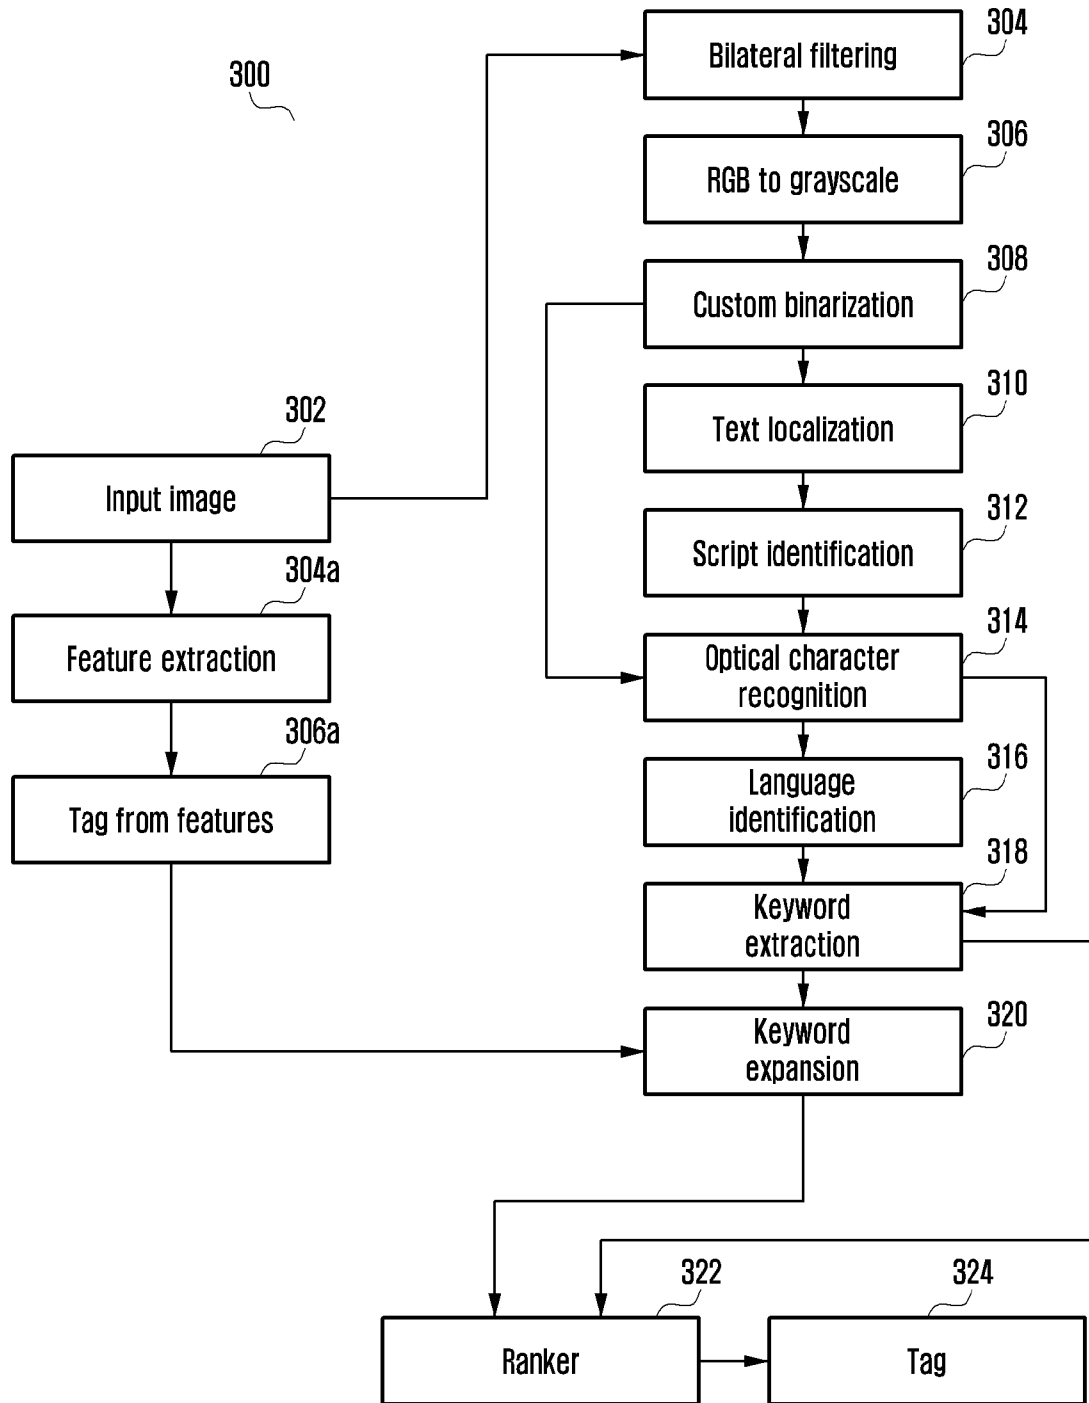 300
304
Bilateral filtering
306
RGB to grayscale
308
Custom binarization
310
Text localization
302
Input image
312
Script identification
304a
Feature extraction
314
Optical character
recognition
306a
Tag from features
316
Language
identification
318
Keyword
extraction
320
Keyword
expansion
322
Ranker
324
Tag